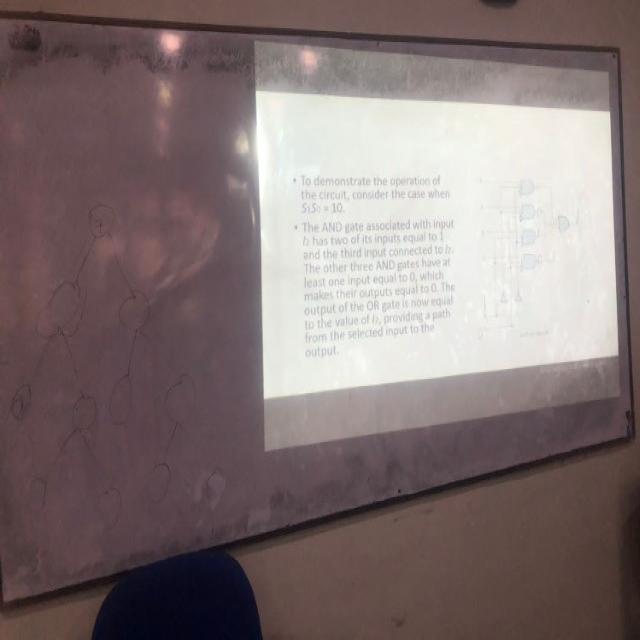 • To demonstrate the operation of
the circuit, consider the case when
S₁S₀ = 10.
• The AND gate associated with input
I₂ has two of its inputs equal to 1
and the third input connected to I₂.
The other three AND gates have at
least one input equal to 0, which
makes their outputs equal to 0. The
output of the OR gate is now equal
to the value of I₂, providing a path
from the selected input to the
output.